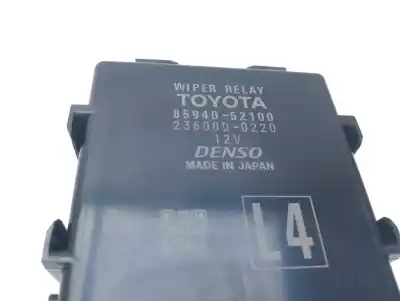 WIPER RELAY
TOYOTA
85940-52100
236000-0220
12V
DENSO
MADE IN JAPAN
L4